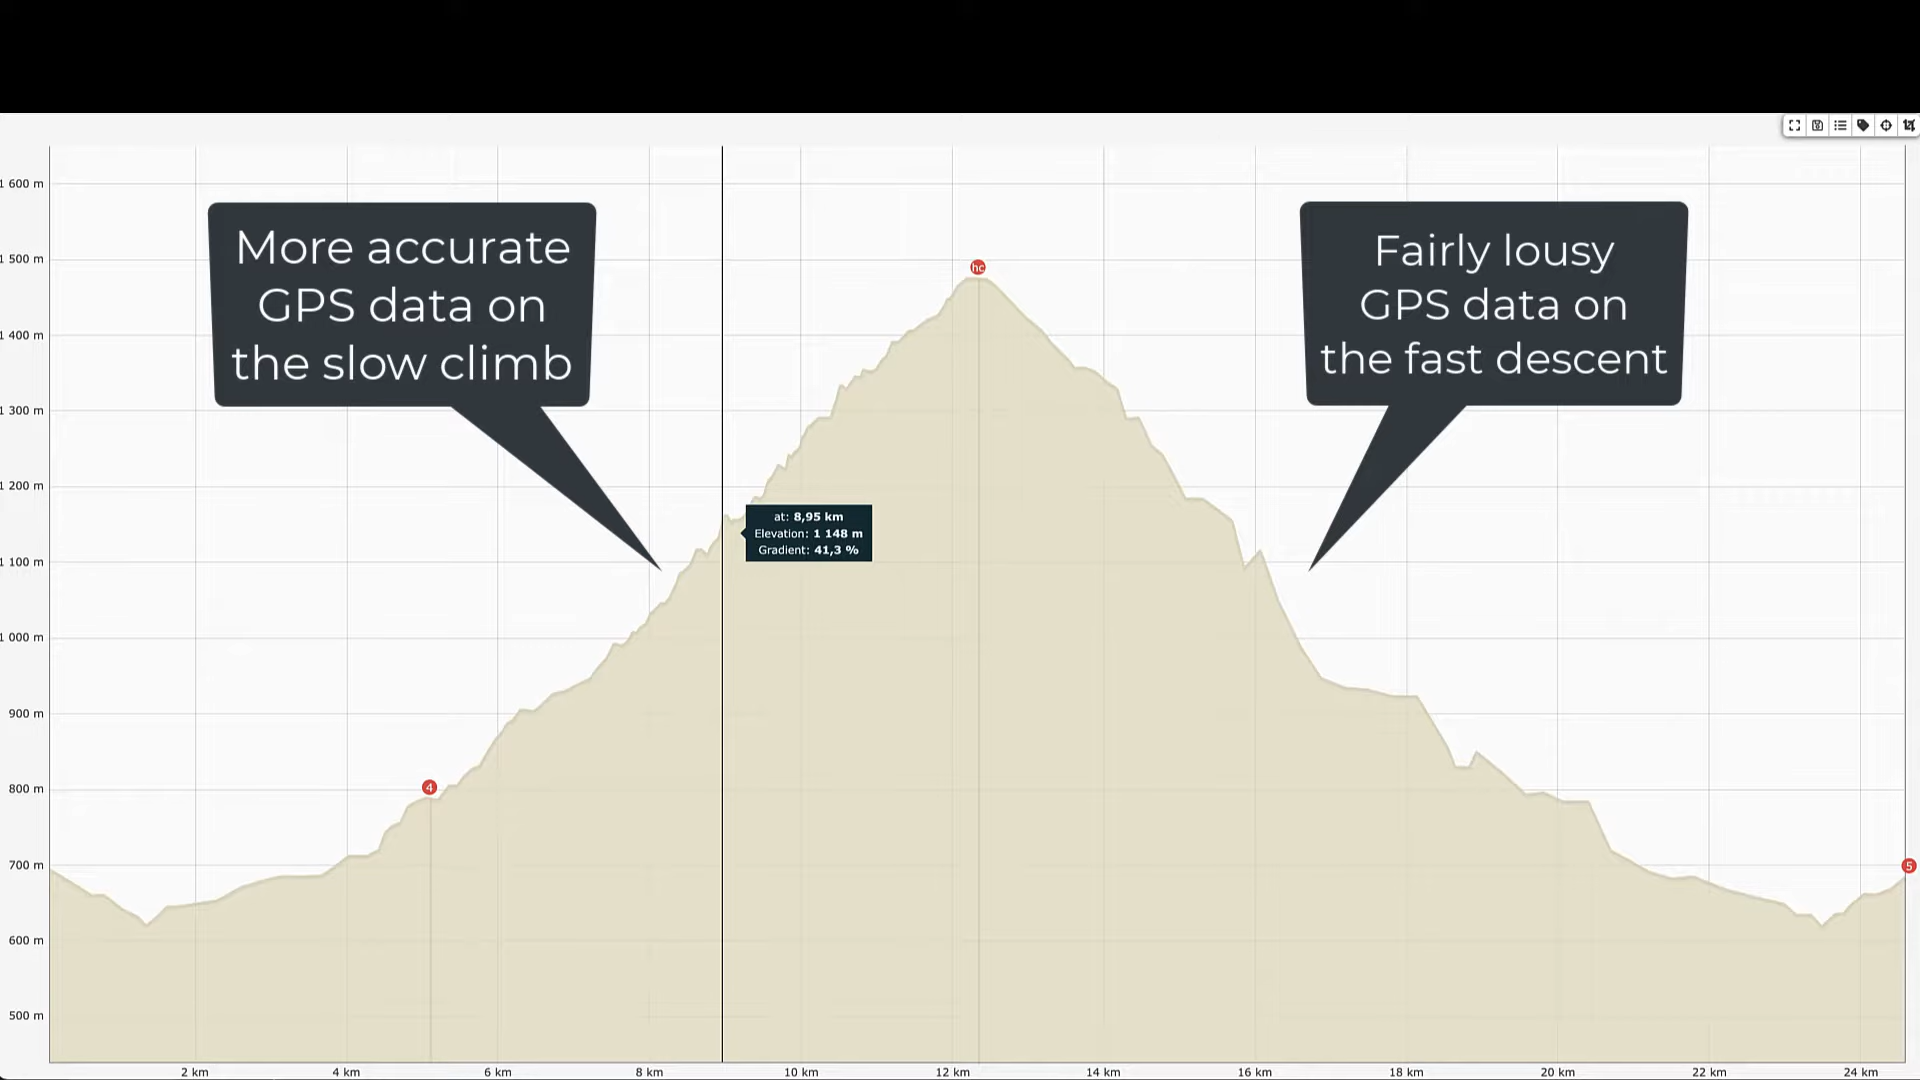 1 600 m
1 500 m
1 400 m
1 300 m
1 200 m
1 100 m
1 000 m
900 m
800 m
700 m
600 m
500 m
More accurate
GPS data on
the slow climb
Fairly lousy
GPS data on
the fast descent
hc
at: 8,95 km
Elevation: 1 148 m
Gradient: 41,3 %
4
5
2 km
4 km
6 km
8 km
10 km
12 km
14 km
16 km
18 km
20 km
22 km
24 km